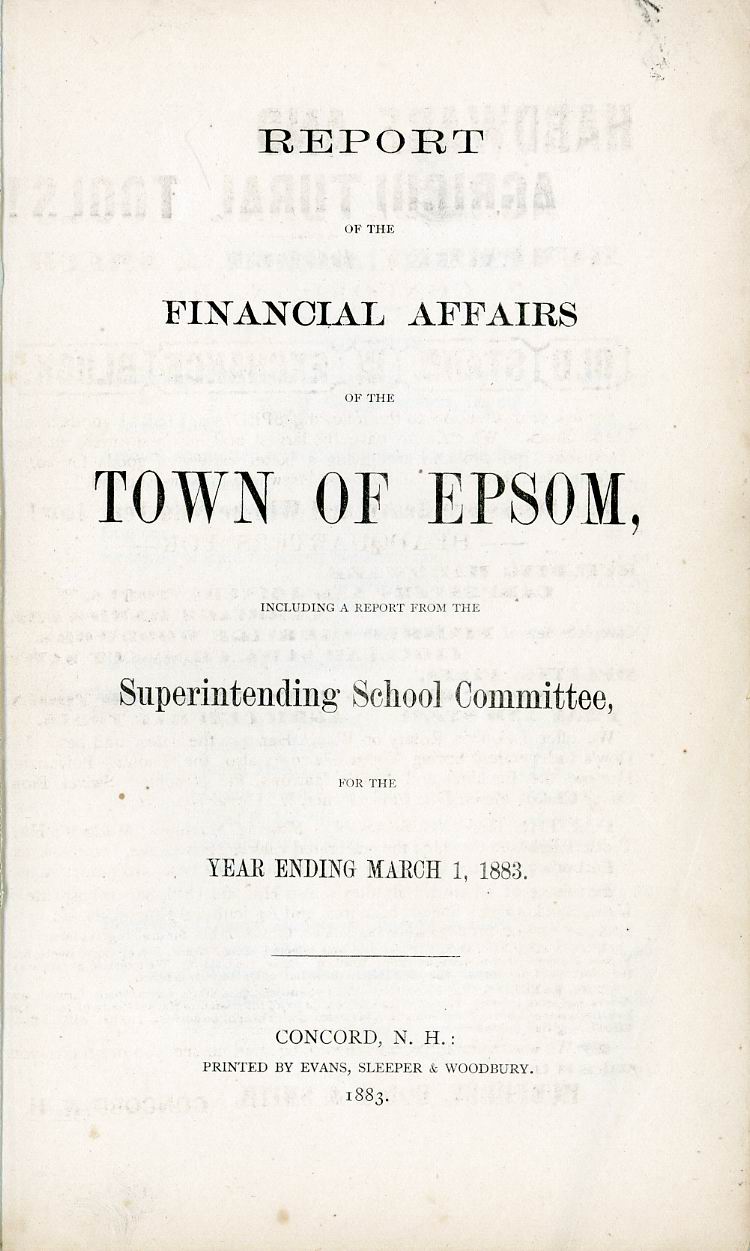 REPORT
OF THE
FINANCIAL AFFAIRS
OF THE
TOWN OF EPSOM,
INCLUDING A REPORT FROM THE
Superintending School Committee,
FOR THE
YEAR ENDING MARCH 1, 1883.
CONCORD, N. H.:
PRINTED BY EVANS, SLEEPER & WOODBURY.
1883.